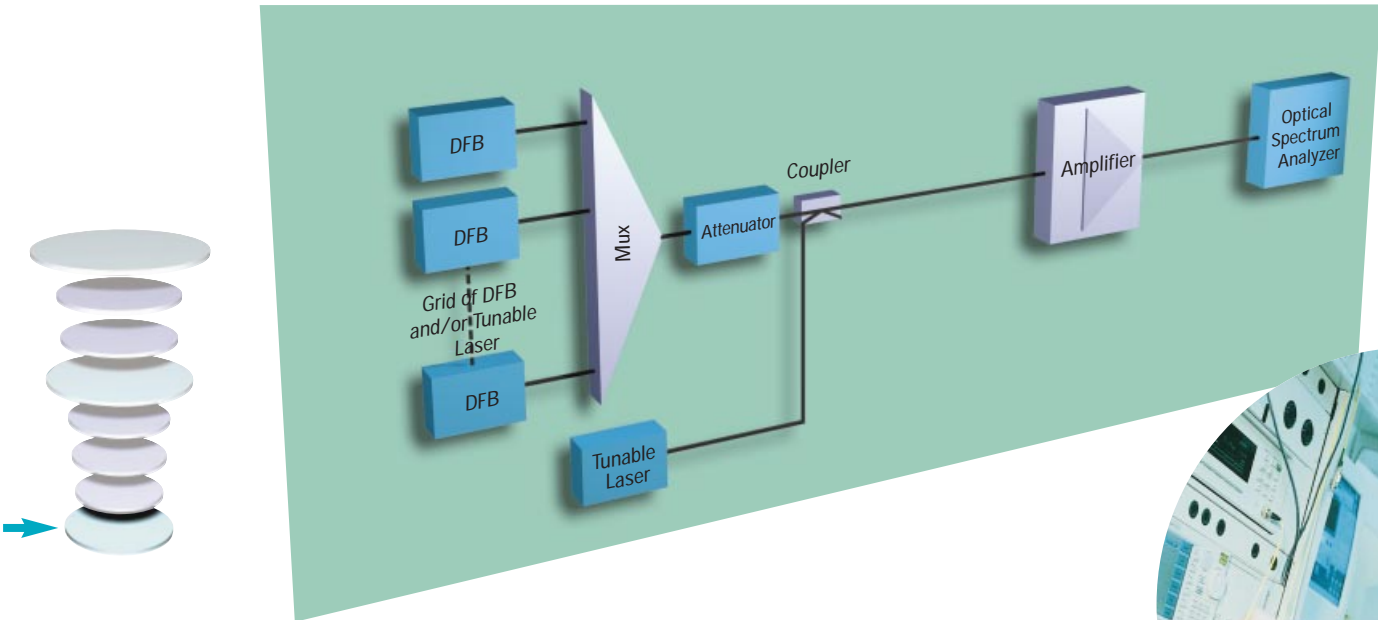 DFB
DFB
Grid of DFB
and/or Tunable
Laser
DFB
Mux
Tunable
Laser
Attenuator
Coupler
Amplifier
Optical
Spectrum
Analyzer